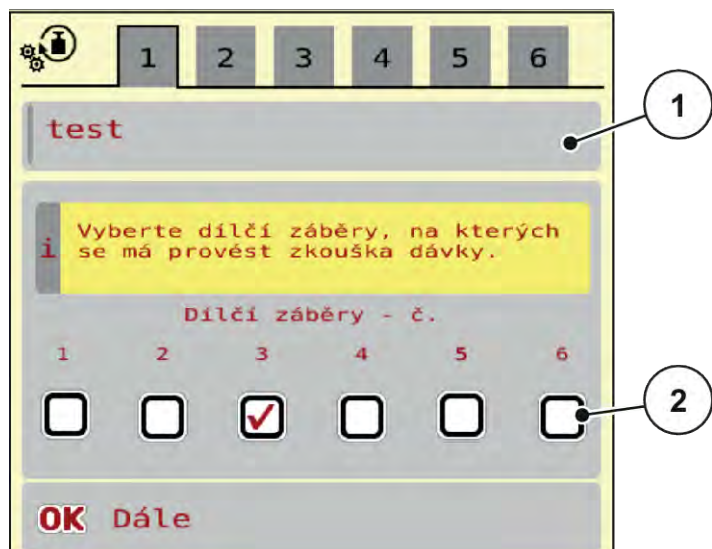 1 2 3 4 5 6
test
1
i
Vyberte dílčí záběry, na kterých
se má provést zkouška dávky.
Dílčí záběry - č.
1 2 3 4 5 6
2
OK Dále